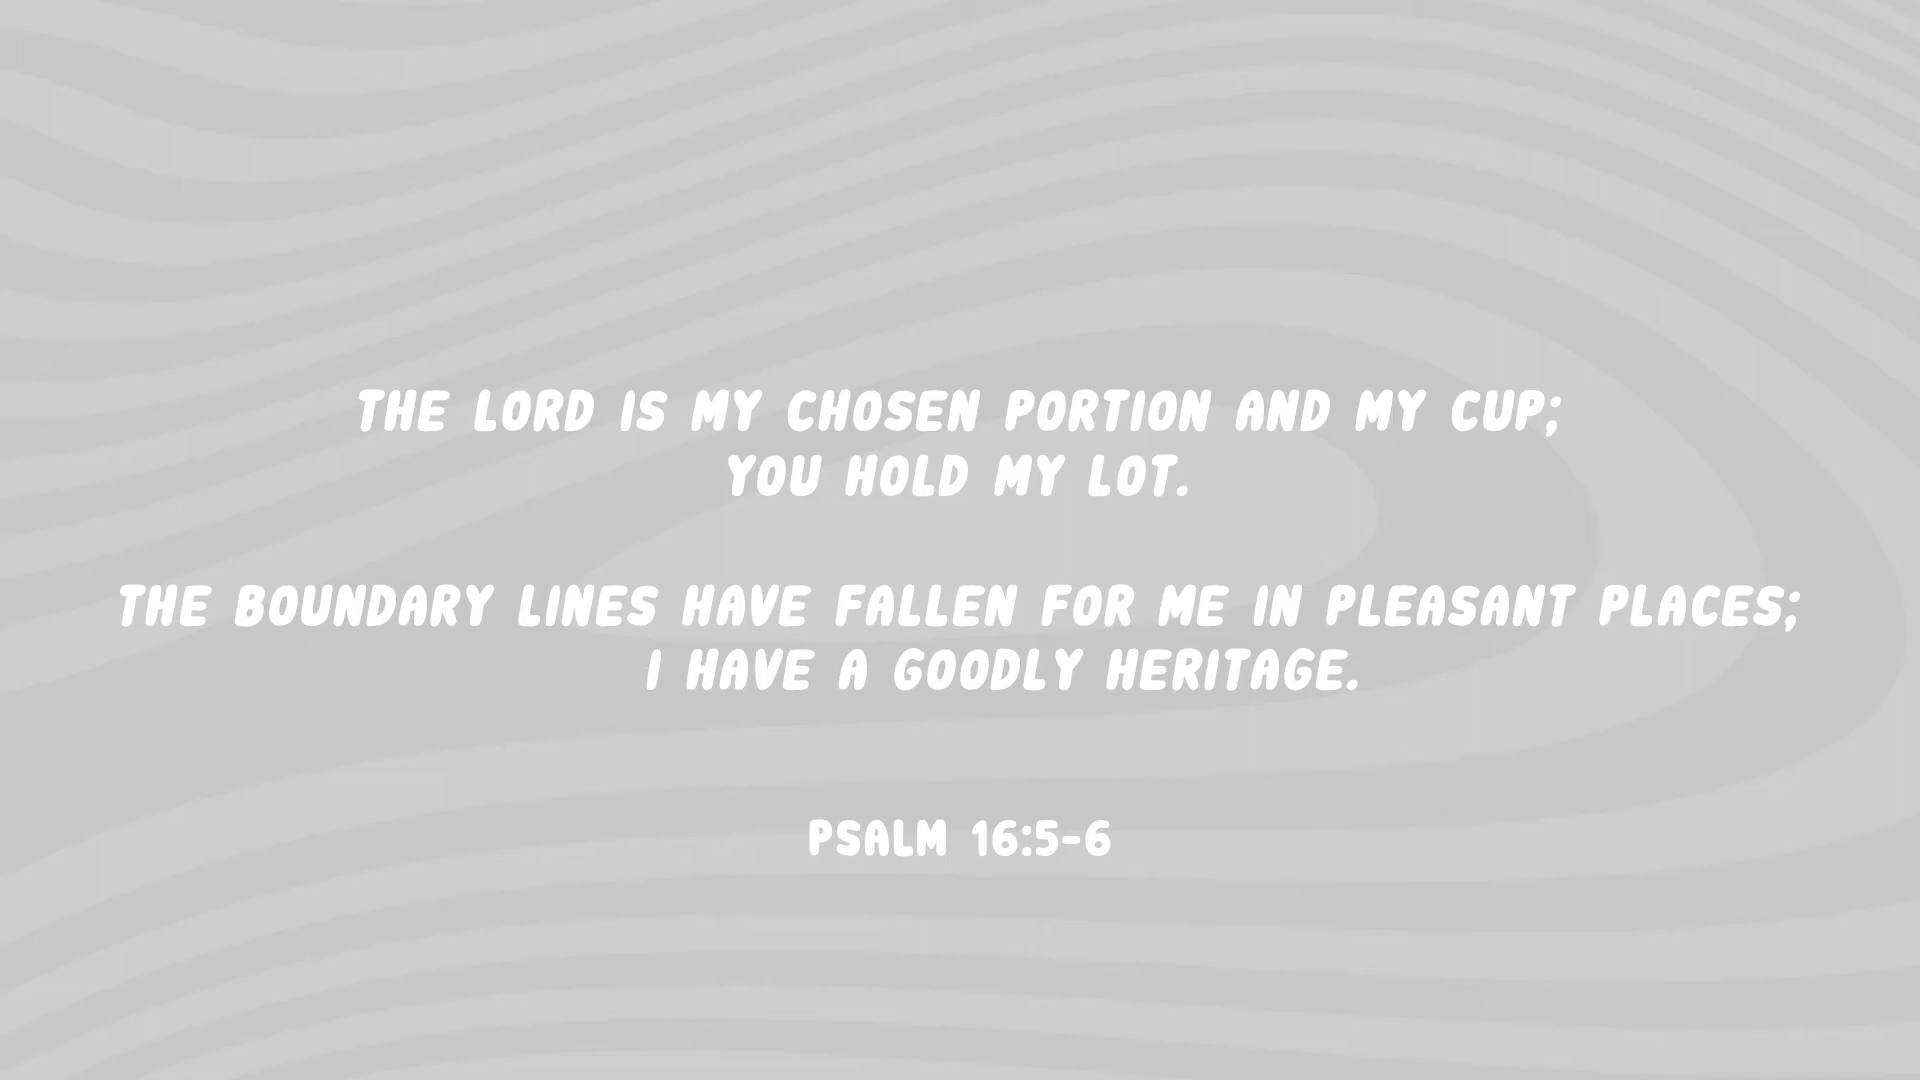 THE LORD IS MY CHOSEN PORTION AND MY CUP;
YOU HOLD MY LOT.
THE BOUNDARY LINES HAVE FALLEN FOR ME IN PLEASANT PLACES;
I HAVE A GOODLY HERITAGE.
PSALM 16:5-6